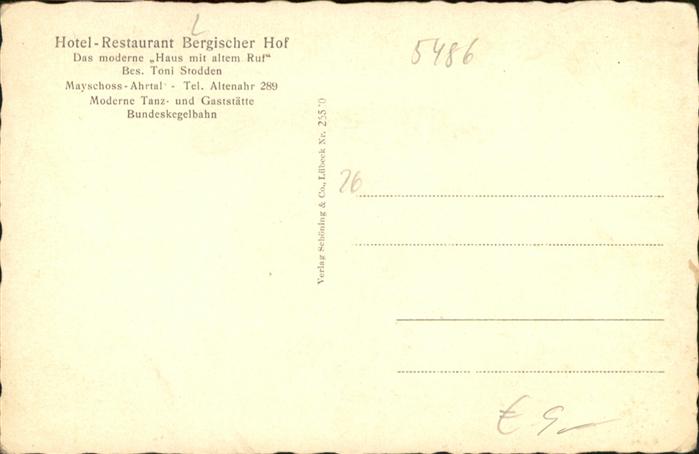 Hotel-Restaurant Bergischer Hof
Das moderne „Haus mit altem Ruf“
Bes. Toni Stodden
Mayschoss-Ahrtal - Tel. Altenahr 289
Moderne Tanz- und Gaststätte
Bundeskegelbahn
Verlag Schöning & Co., Lübeck Nr.
5486
26
€ 9